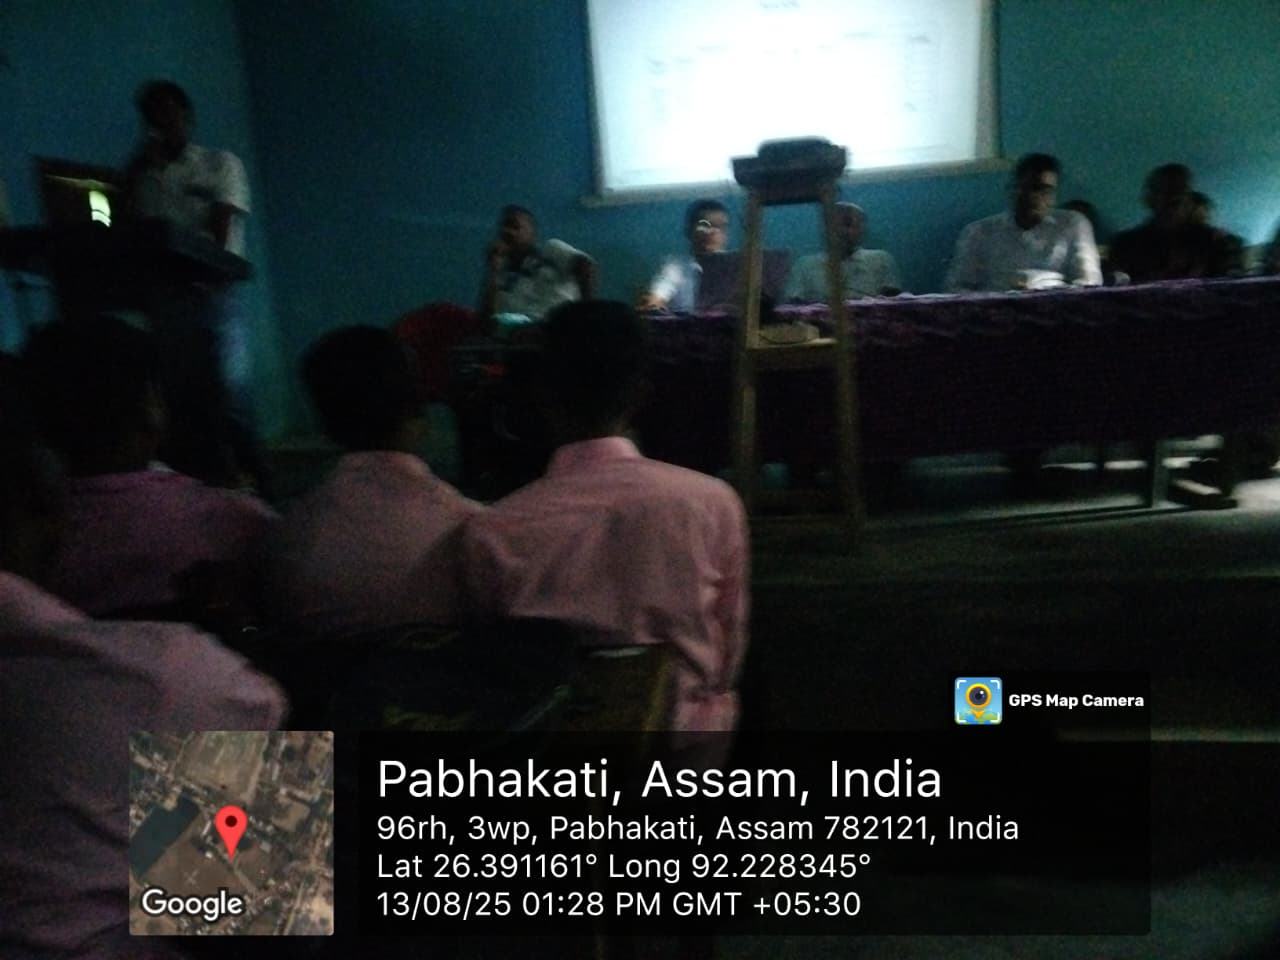 GPS Map Camera
Pabhakati, Assam, India
96rh, 3wp, Pabhakati, Assam 782121, India
Lat 26.391161° Long 92.228345°
13/08/25 01:28 PM GMT +05:30
Google